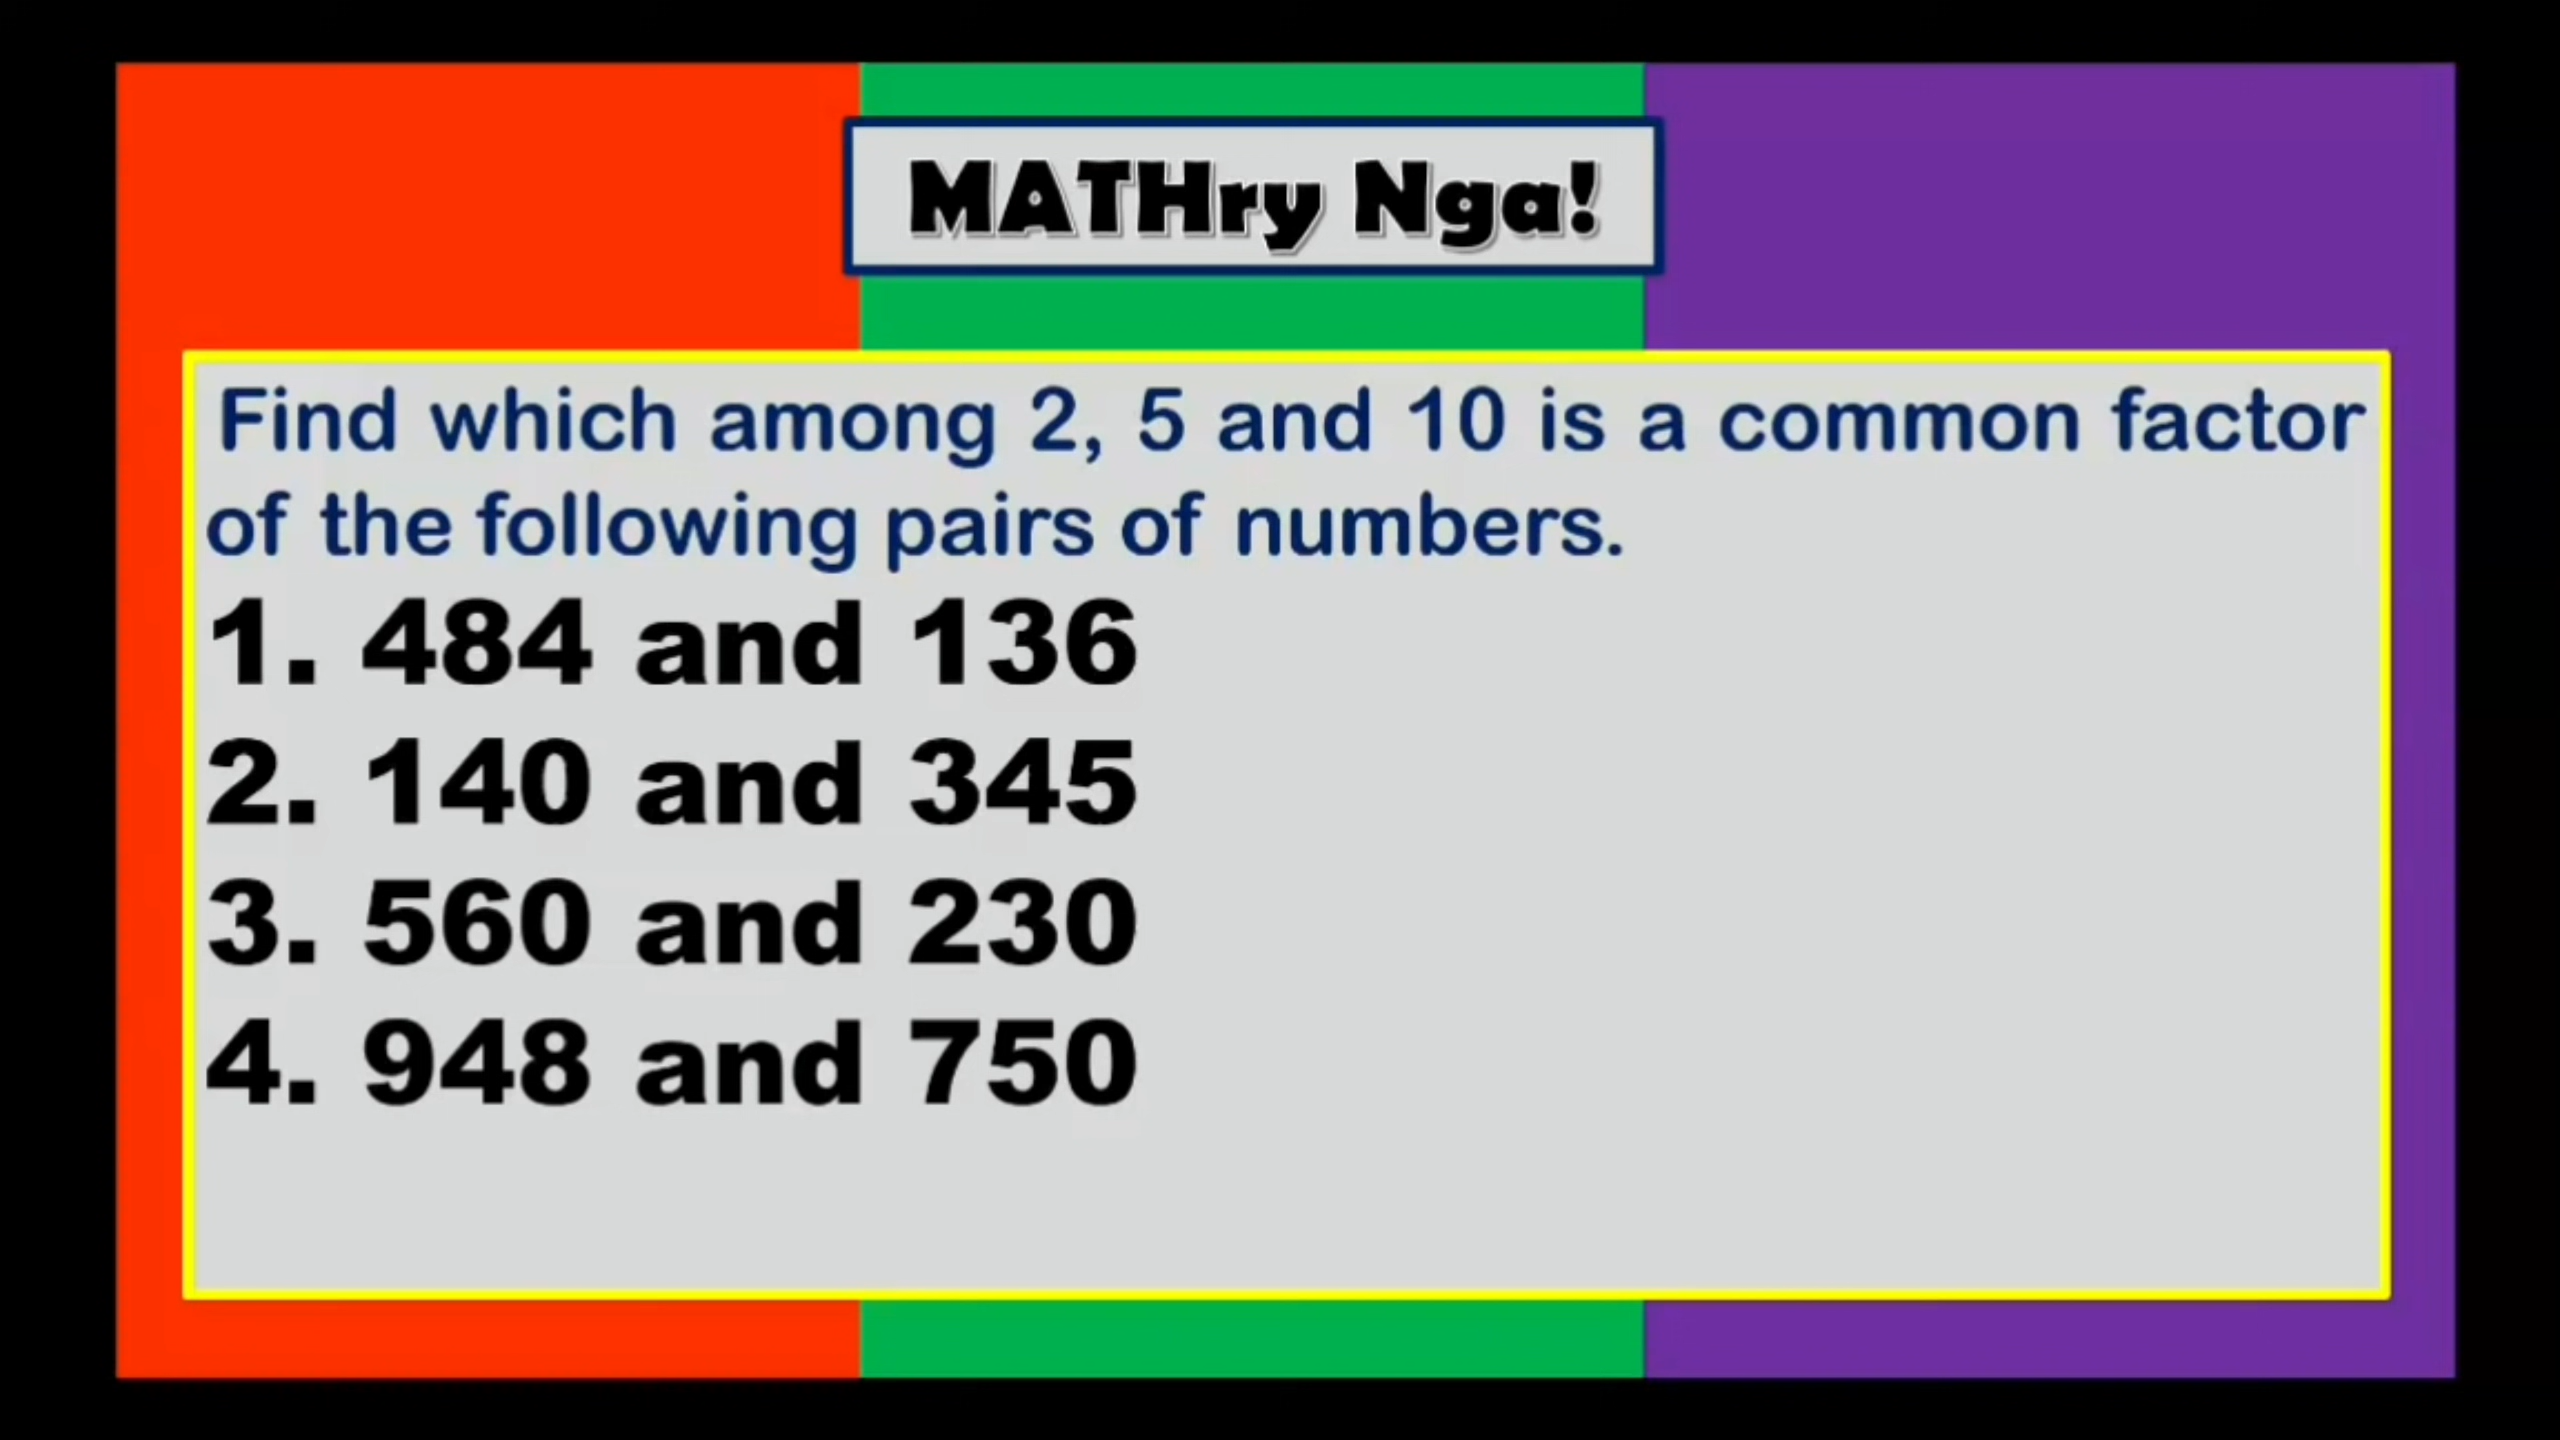 MATHry Nga!
Find which among 2, 5 and 10 is a common factor
of the following pairs of numbers.
1. 484 and 136
2. 140 and 345
3. 560 and 230
4. 948 and 750